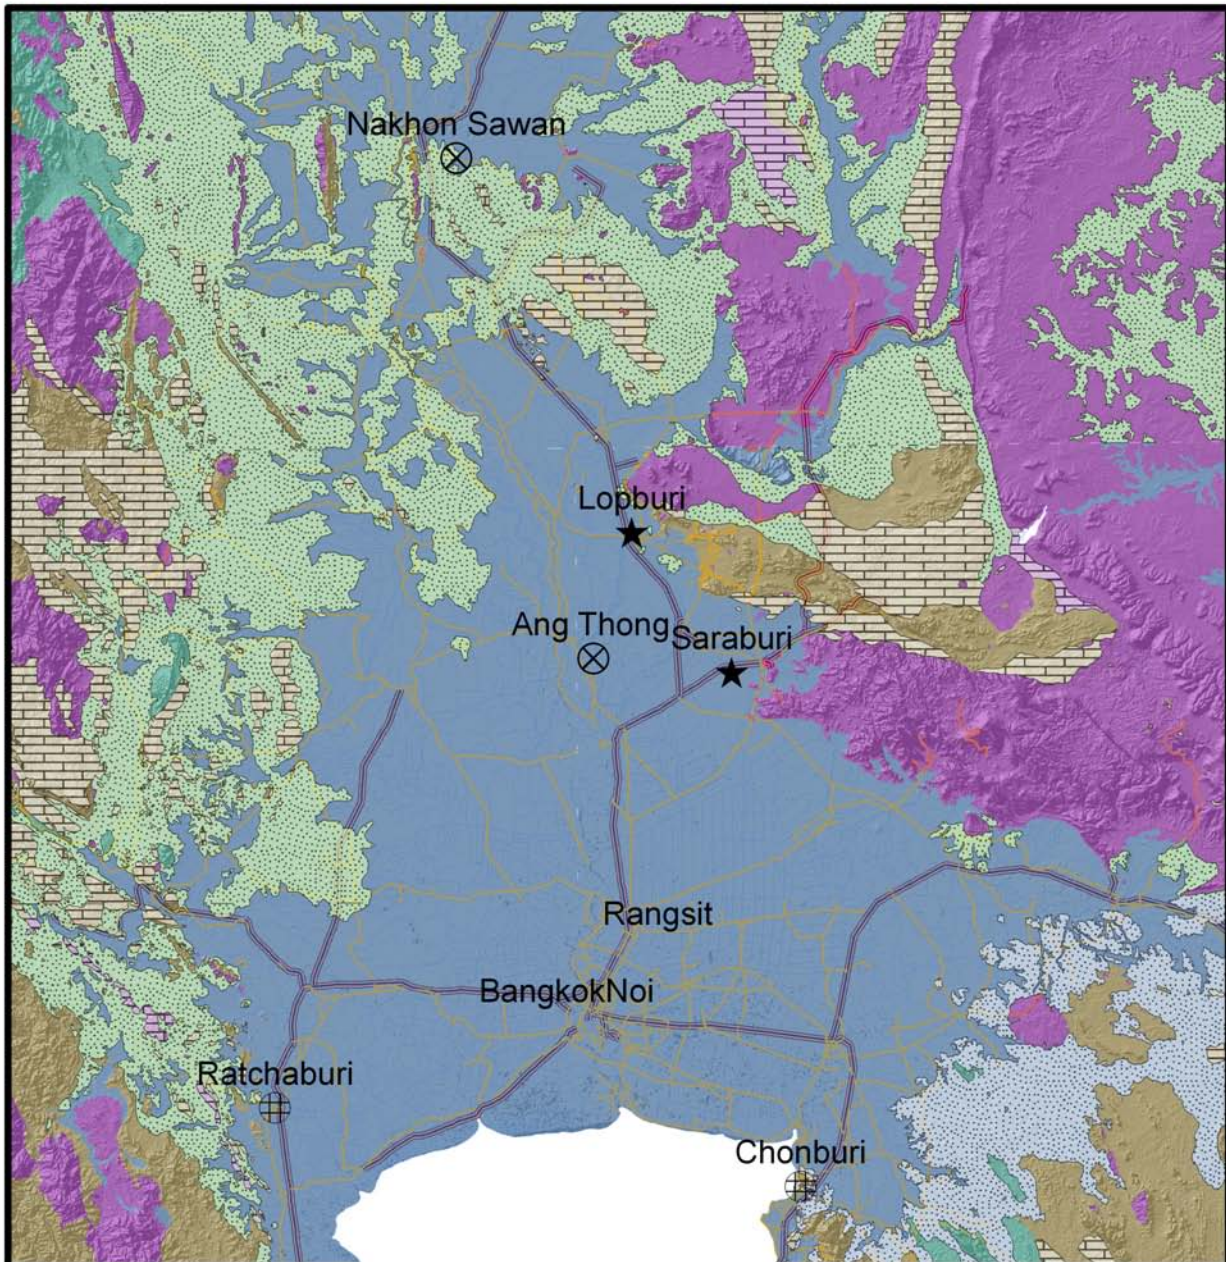 Nakhon Sawan
Lopburi
Ang Thong
Saraburi
Rangsit
BangkokNoi
Ratchaburi
Chonburi